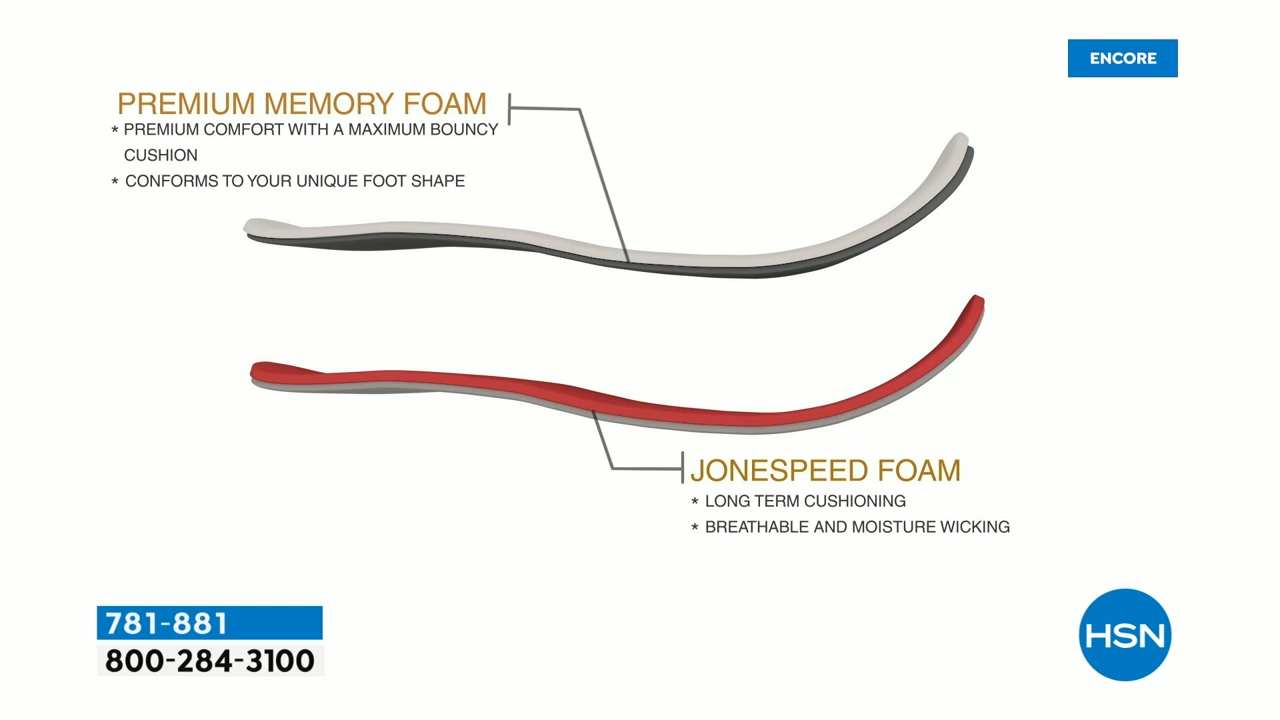 ENCORE
PREMIUM MEMORY FOAM
* PREMIUM COMFORT WITH A MAXIMUM BOUNCY
CUSHION
* CONFORMS TO YOUR UNIQUE FOOT SHAPE
JONESPEED FOAM
* LONG TERM CUSHIONING
* BREATHABLE AND MOISTURE WICKING
781-881
800-284-3100
HSN